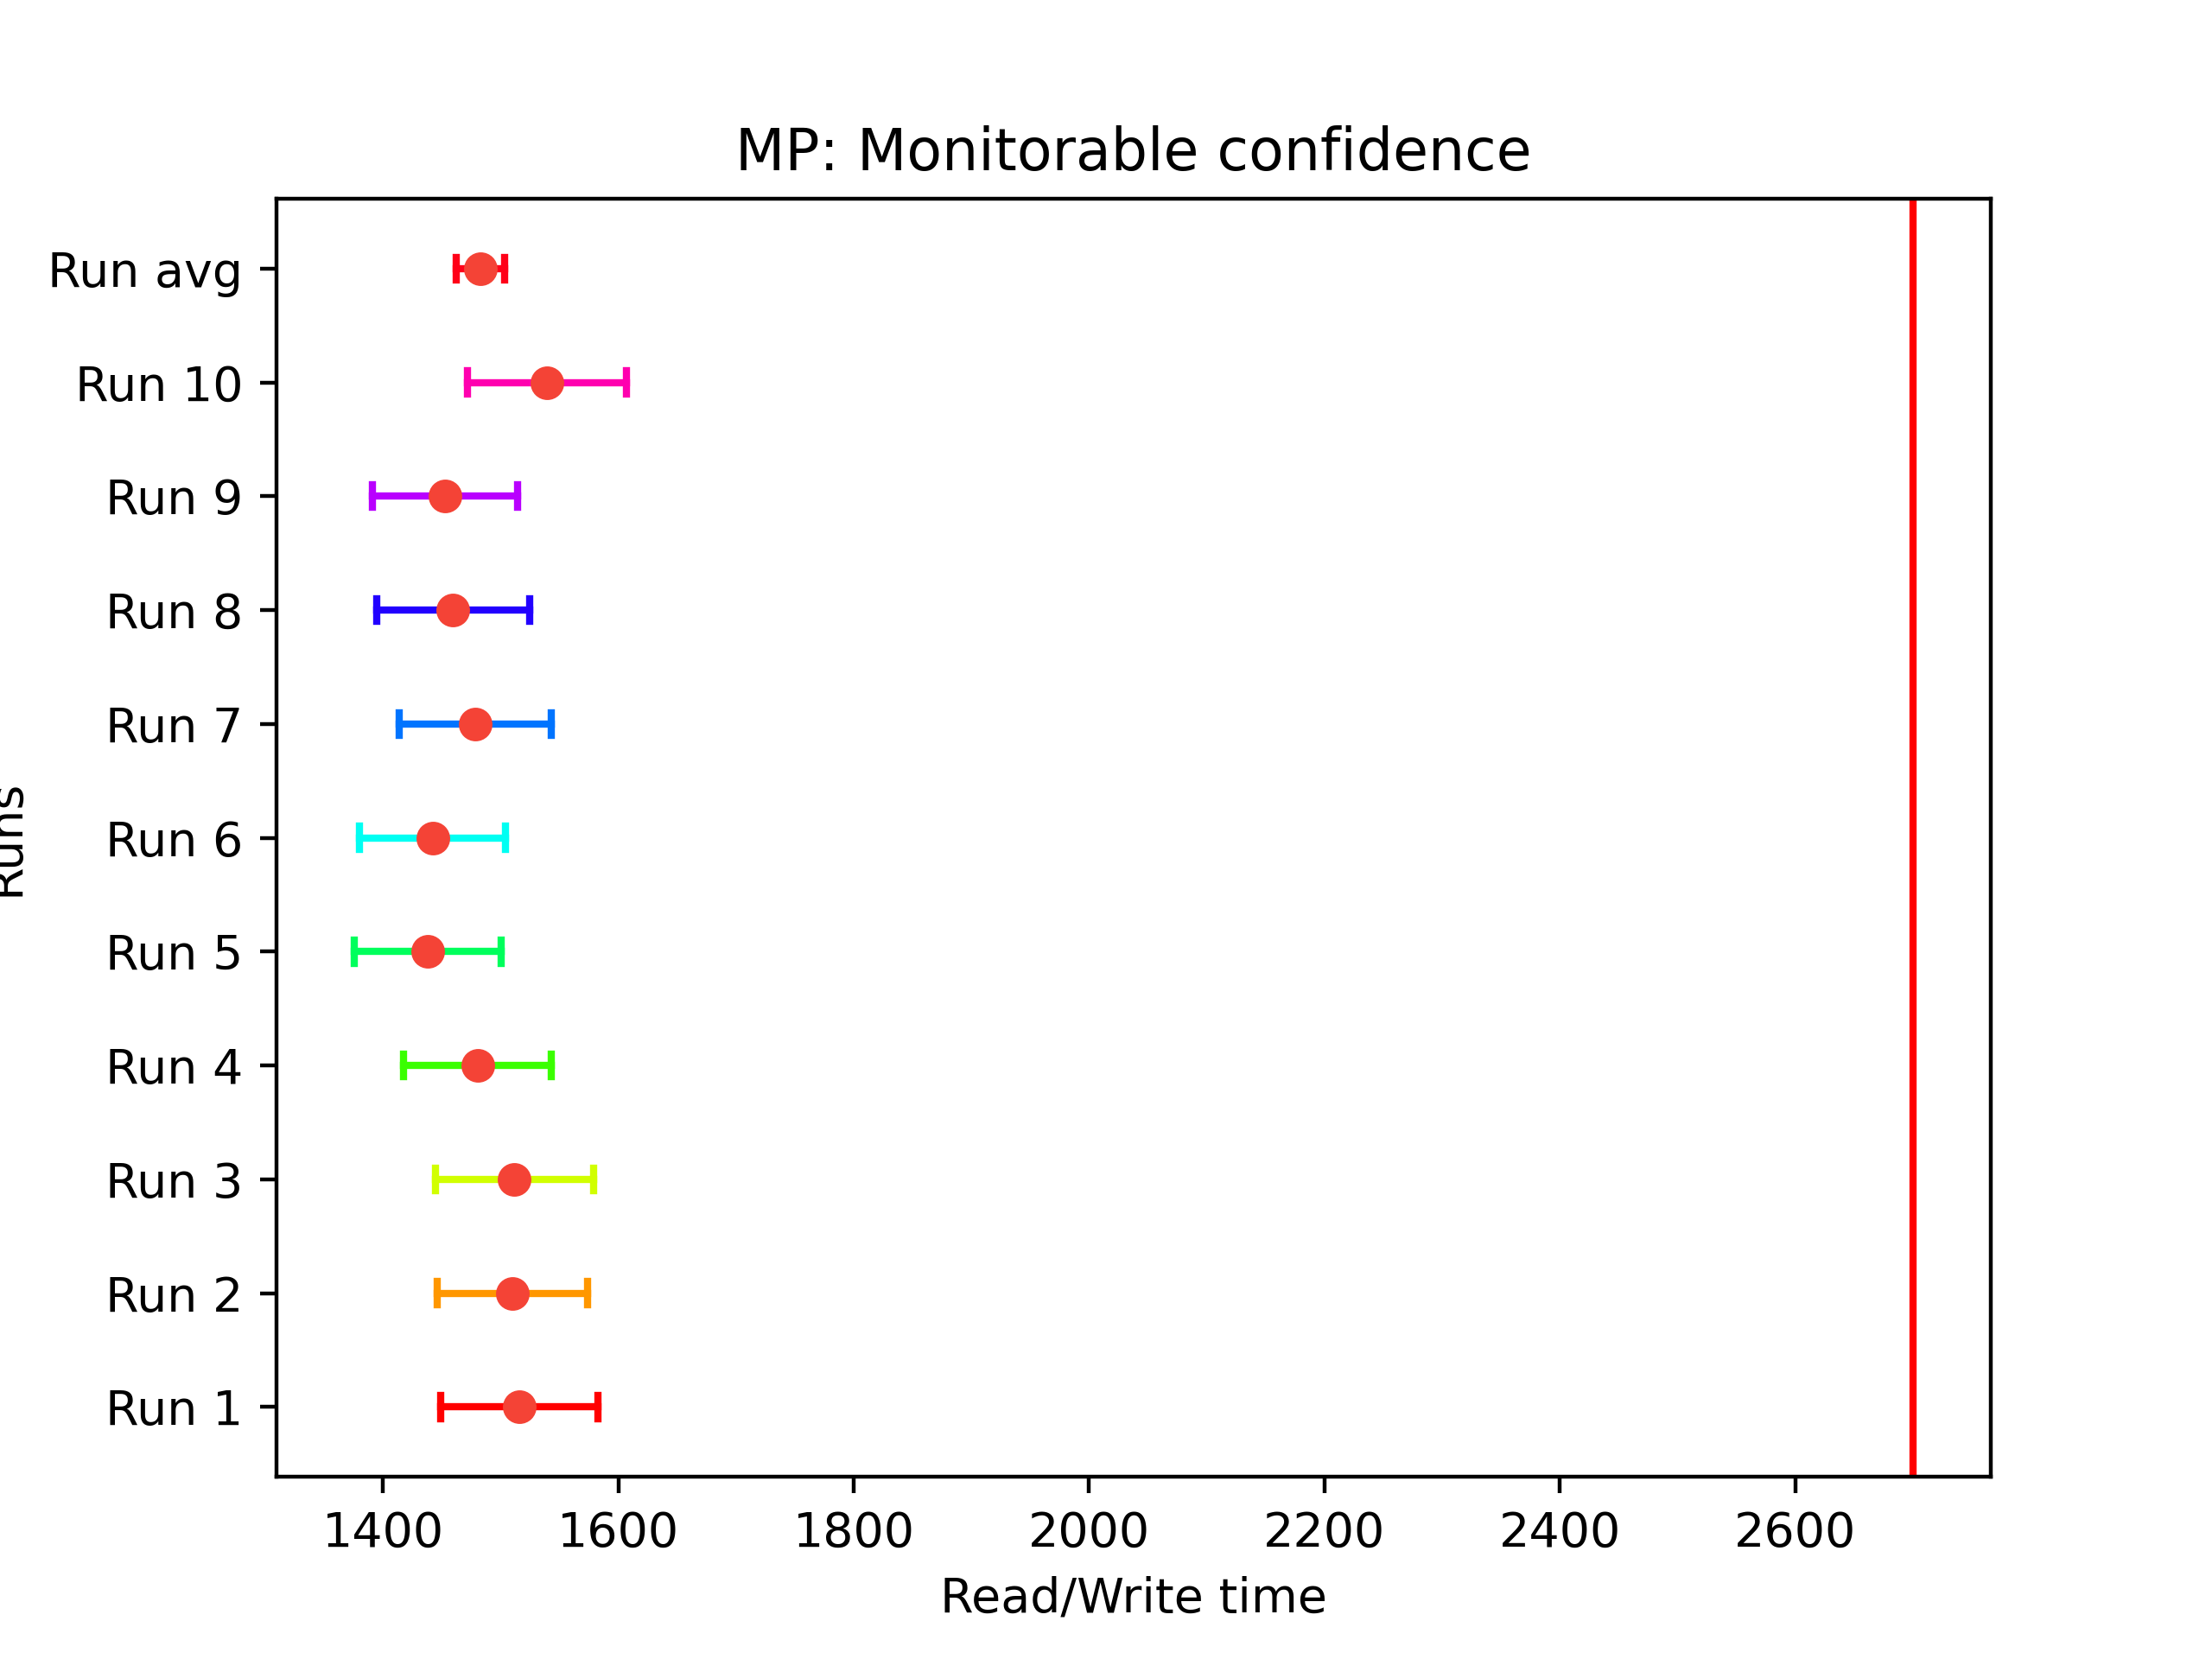 MP: Monitorable confidence
Run avg
Run 10
Run 9
Run 8
Run 7
Run 6
Run 5
Run 4
Run 3
Run 2
Run 1
Runs
1400 1600 1800 2000 2200 2400 2600
Read/Write time